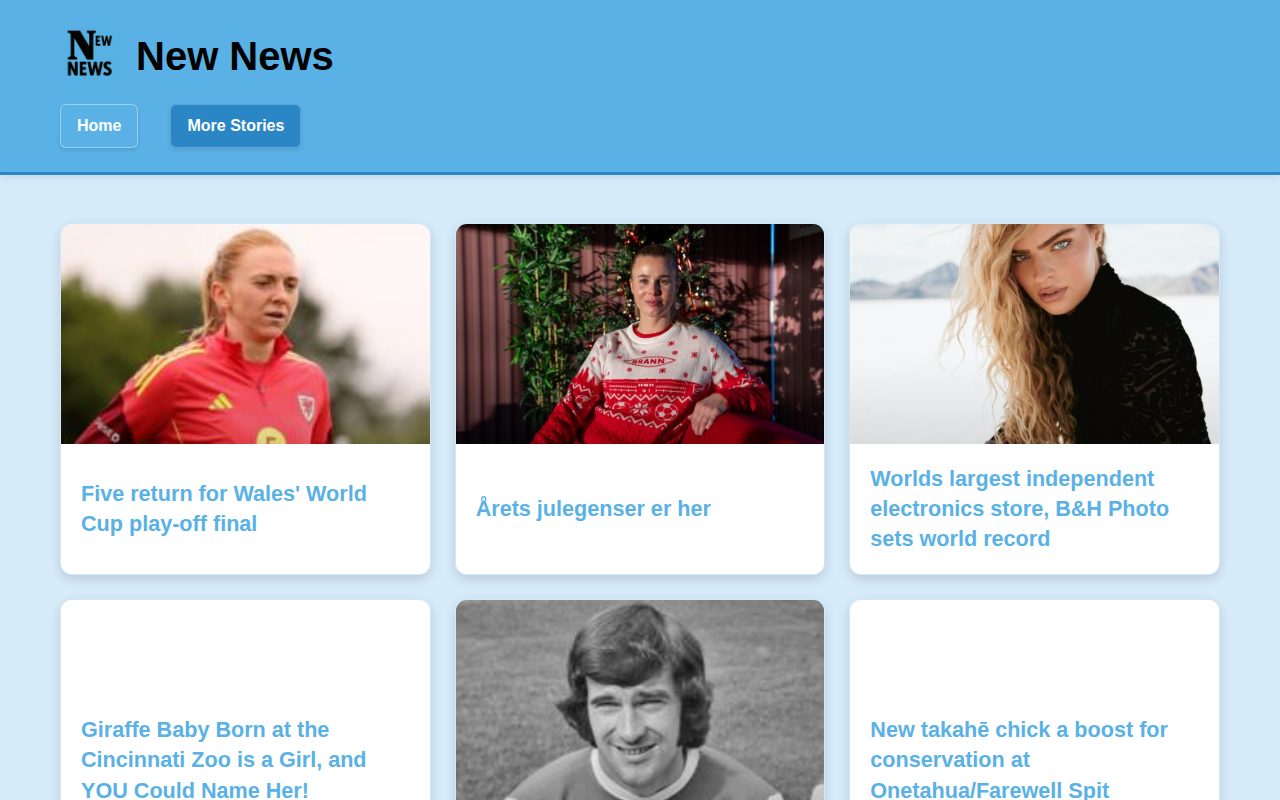 New
NEWS
New News
Home
More Stories
BRANN
Five return for Wales' World
Cup play-off final
Årets julegenser er her
Worlds largest independent
electronics store, B&H Photo
sets world record
Giraffe Baby Born at the
Cincinnati Zoo is a Girl, and
YOU Could Name Her!
New takahē chick a boost for
conservation at
Onetahua/Farewell Spit